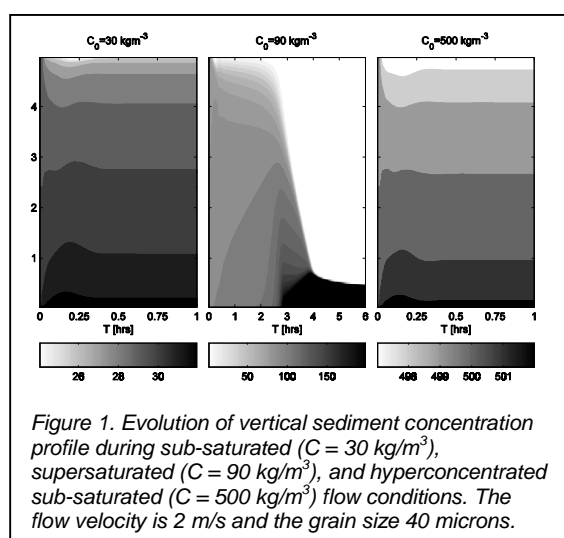 C₀=30 kgm⁻³
C₀=90 kgm⁻³
C₀=500 kgm⁻³
4
3
2
1
0 0.25 0.5 0.75 1
T [hrs]
0 1 2 3 4 5 6
T [hrs]
0 0.25 0.5 0.75 1
T [hrs]
26 28 30
50 100 150
498 499 500 501
Figure 1. Evolution of vertical sediment concentration
profile during sub-saturated (C = 30 kg/m³),
supersaturated (C = 90 kg/m³), and hyperconcentrated
sub-saturated (C = 500 kg/m³) flow conditions. The
flow velocity is 2 m/s and the grain size 40 microns.